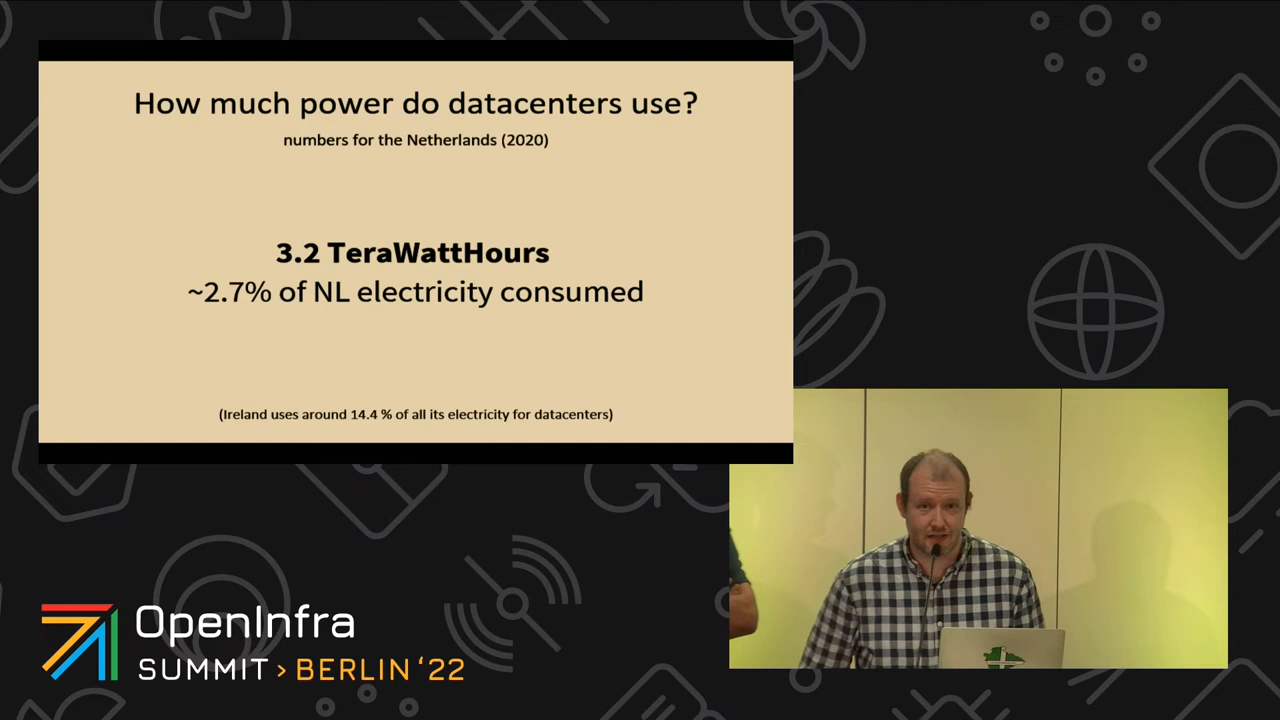 How much power do datacenters use?
numbers for the Netherlands (2020)
3.2 TeraWattHours
~2.7% of NL electricity consumed
(Ireland uses around 14.4 % of all its electricity for datacenters)
OpenInfra
SUMMIT > BERLIN ‘22